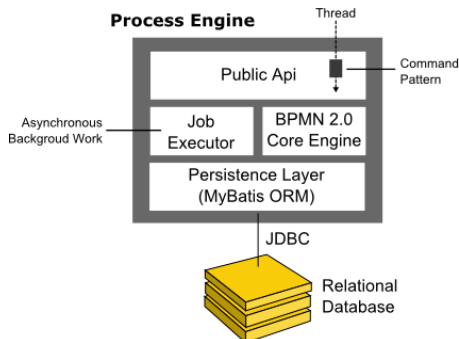 Process Engine
Thread
Public Api
Command
Pattern
Asynchronous
Backgroud Work
Job
Executor
BPMN 2.0
Core Engine
Persistence Layer
(MyBatis ORM)
JDBC
Relational
Database